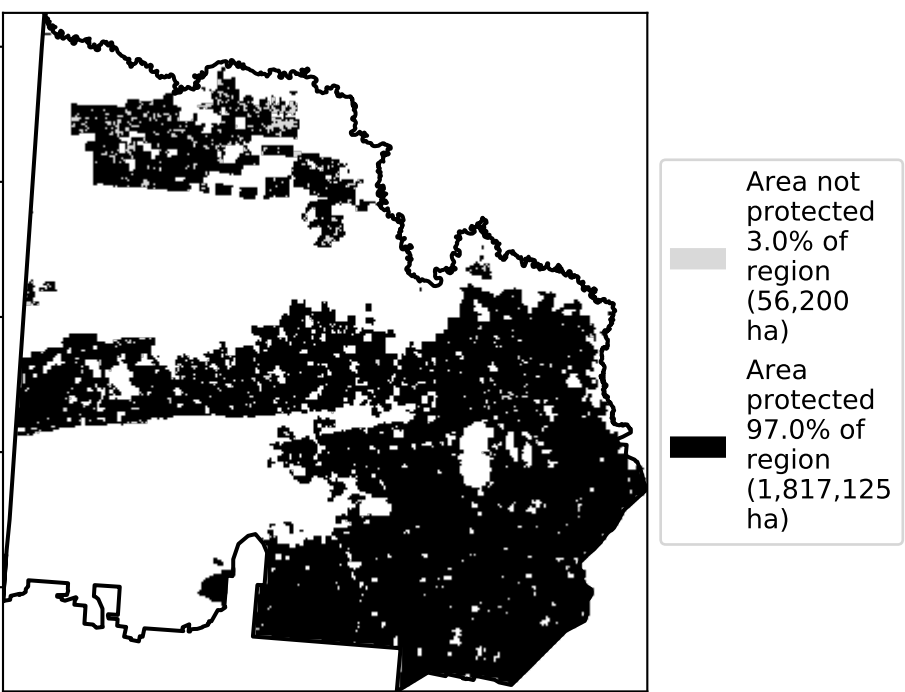 Area not
protected
3.0% of
region
(56,200
ha)
Area
protected
97.0% of
region
(1,817,125
ha)